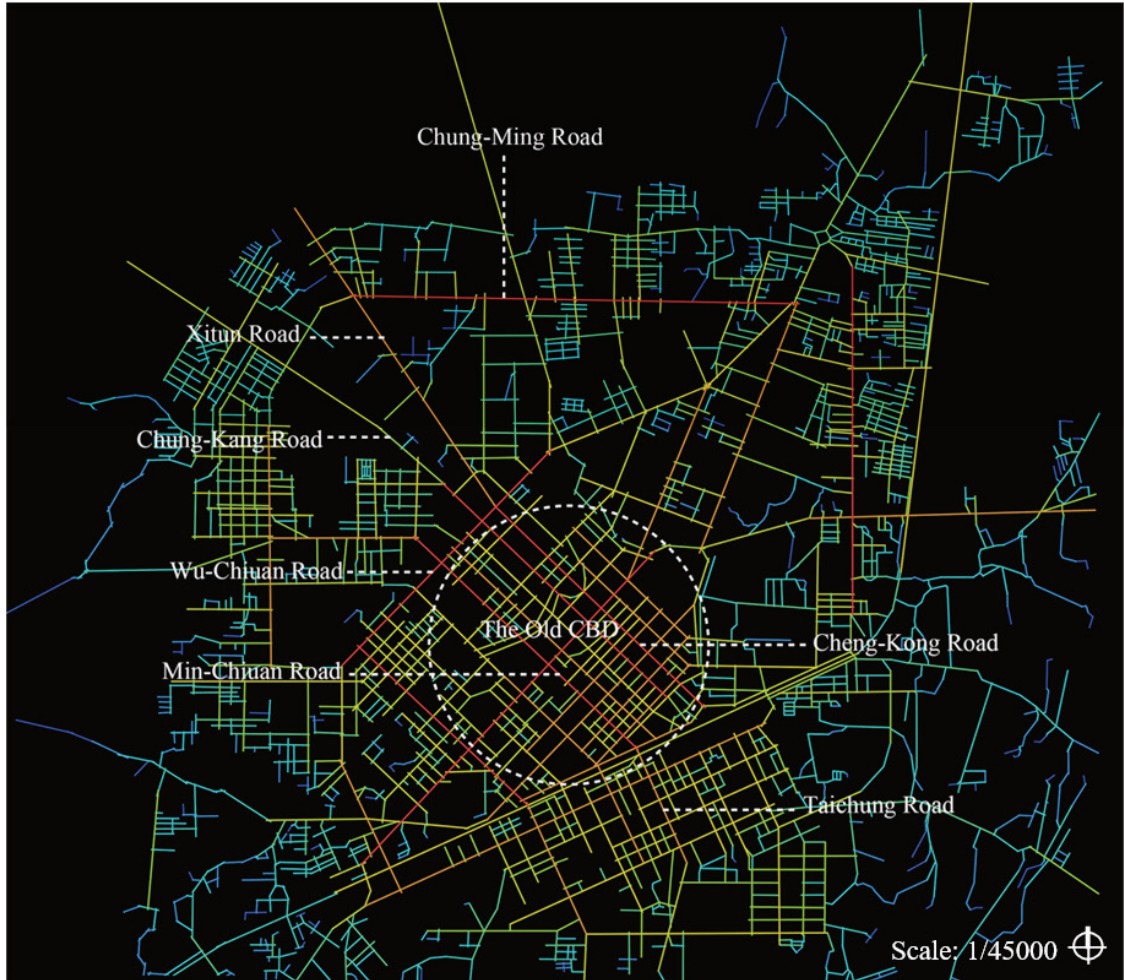 Chung-Ming Road
Xitun Road
Chung-Kang Road
Wu-Chiuan Road
The Old CBD
Cheng-Kong Road
Min-Chiuan Road
Taichung Road
Scale: 1/45000